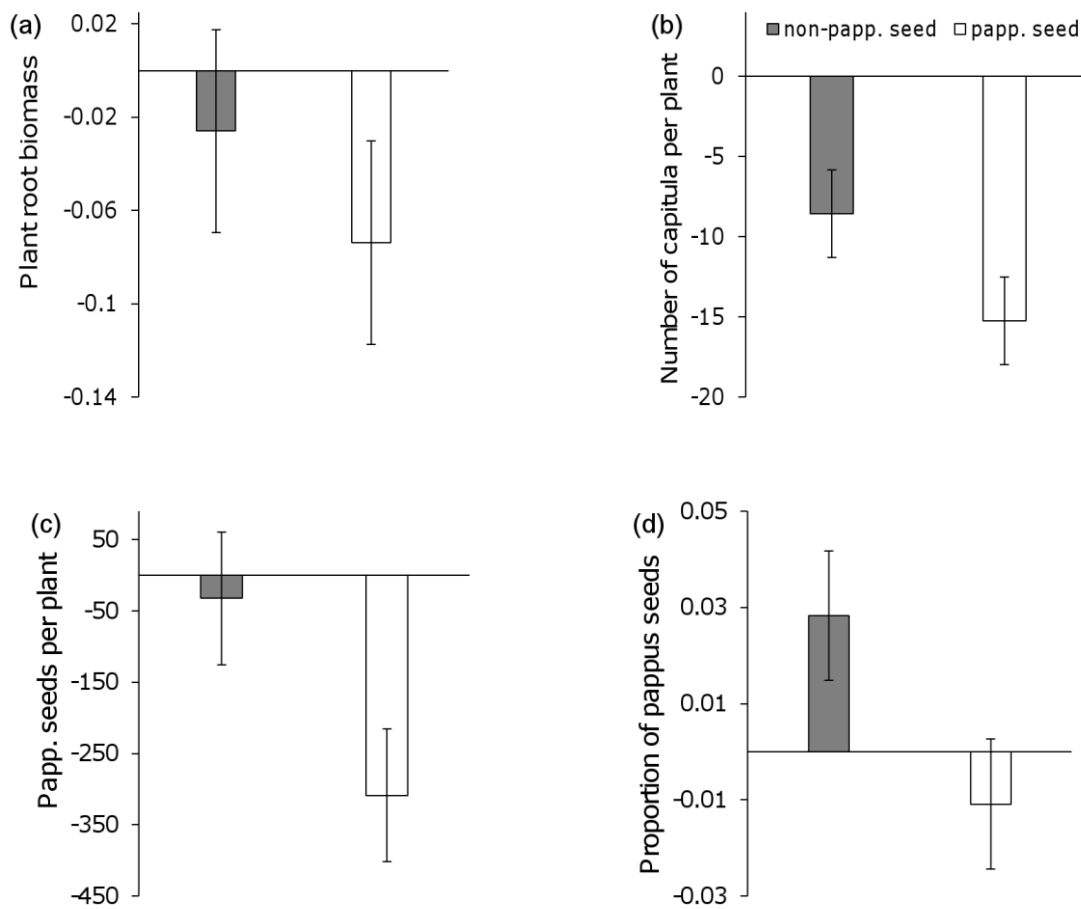 (a)
Plant root biomass
0.02
-0.02
-0.06
-0.1
-0.14
(b)
non-papp. seed papp. seed
Number of capitula per plant
0
-5
-10
-15
-20
(c)
Papp. seeds per plant
50
-50
-150
-250
-350
-450
(d)
Proportion of pappus seeds
0.05
0.03
0.01
-0.01
-0.03